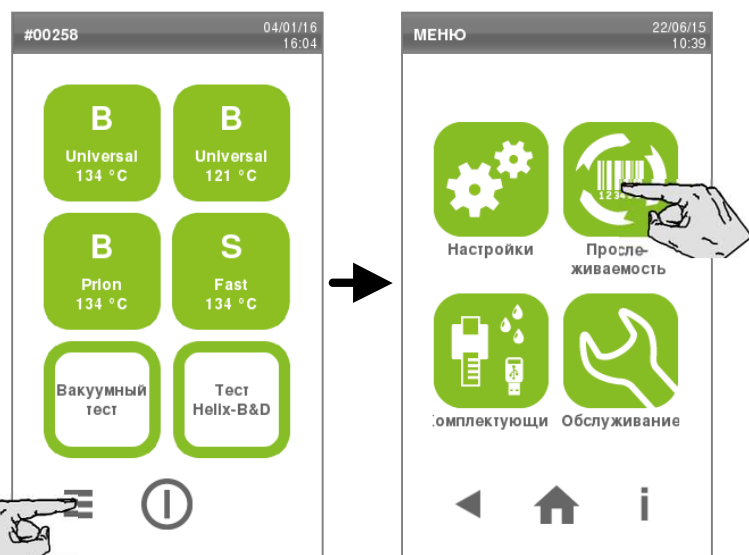 #00258
04/01/16
16:04
B
Universal
134 °C
B
Universal
121 °C
B
Prion
134 °C
S
Fast
134 °C
Вакуумный
тест
Тест
Helix-B&D
МЕНЮ
22/06/15
10:39
Настройки
Просле-
живаемость
омплектующи
Обслуживание
i